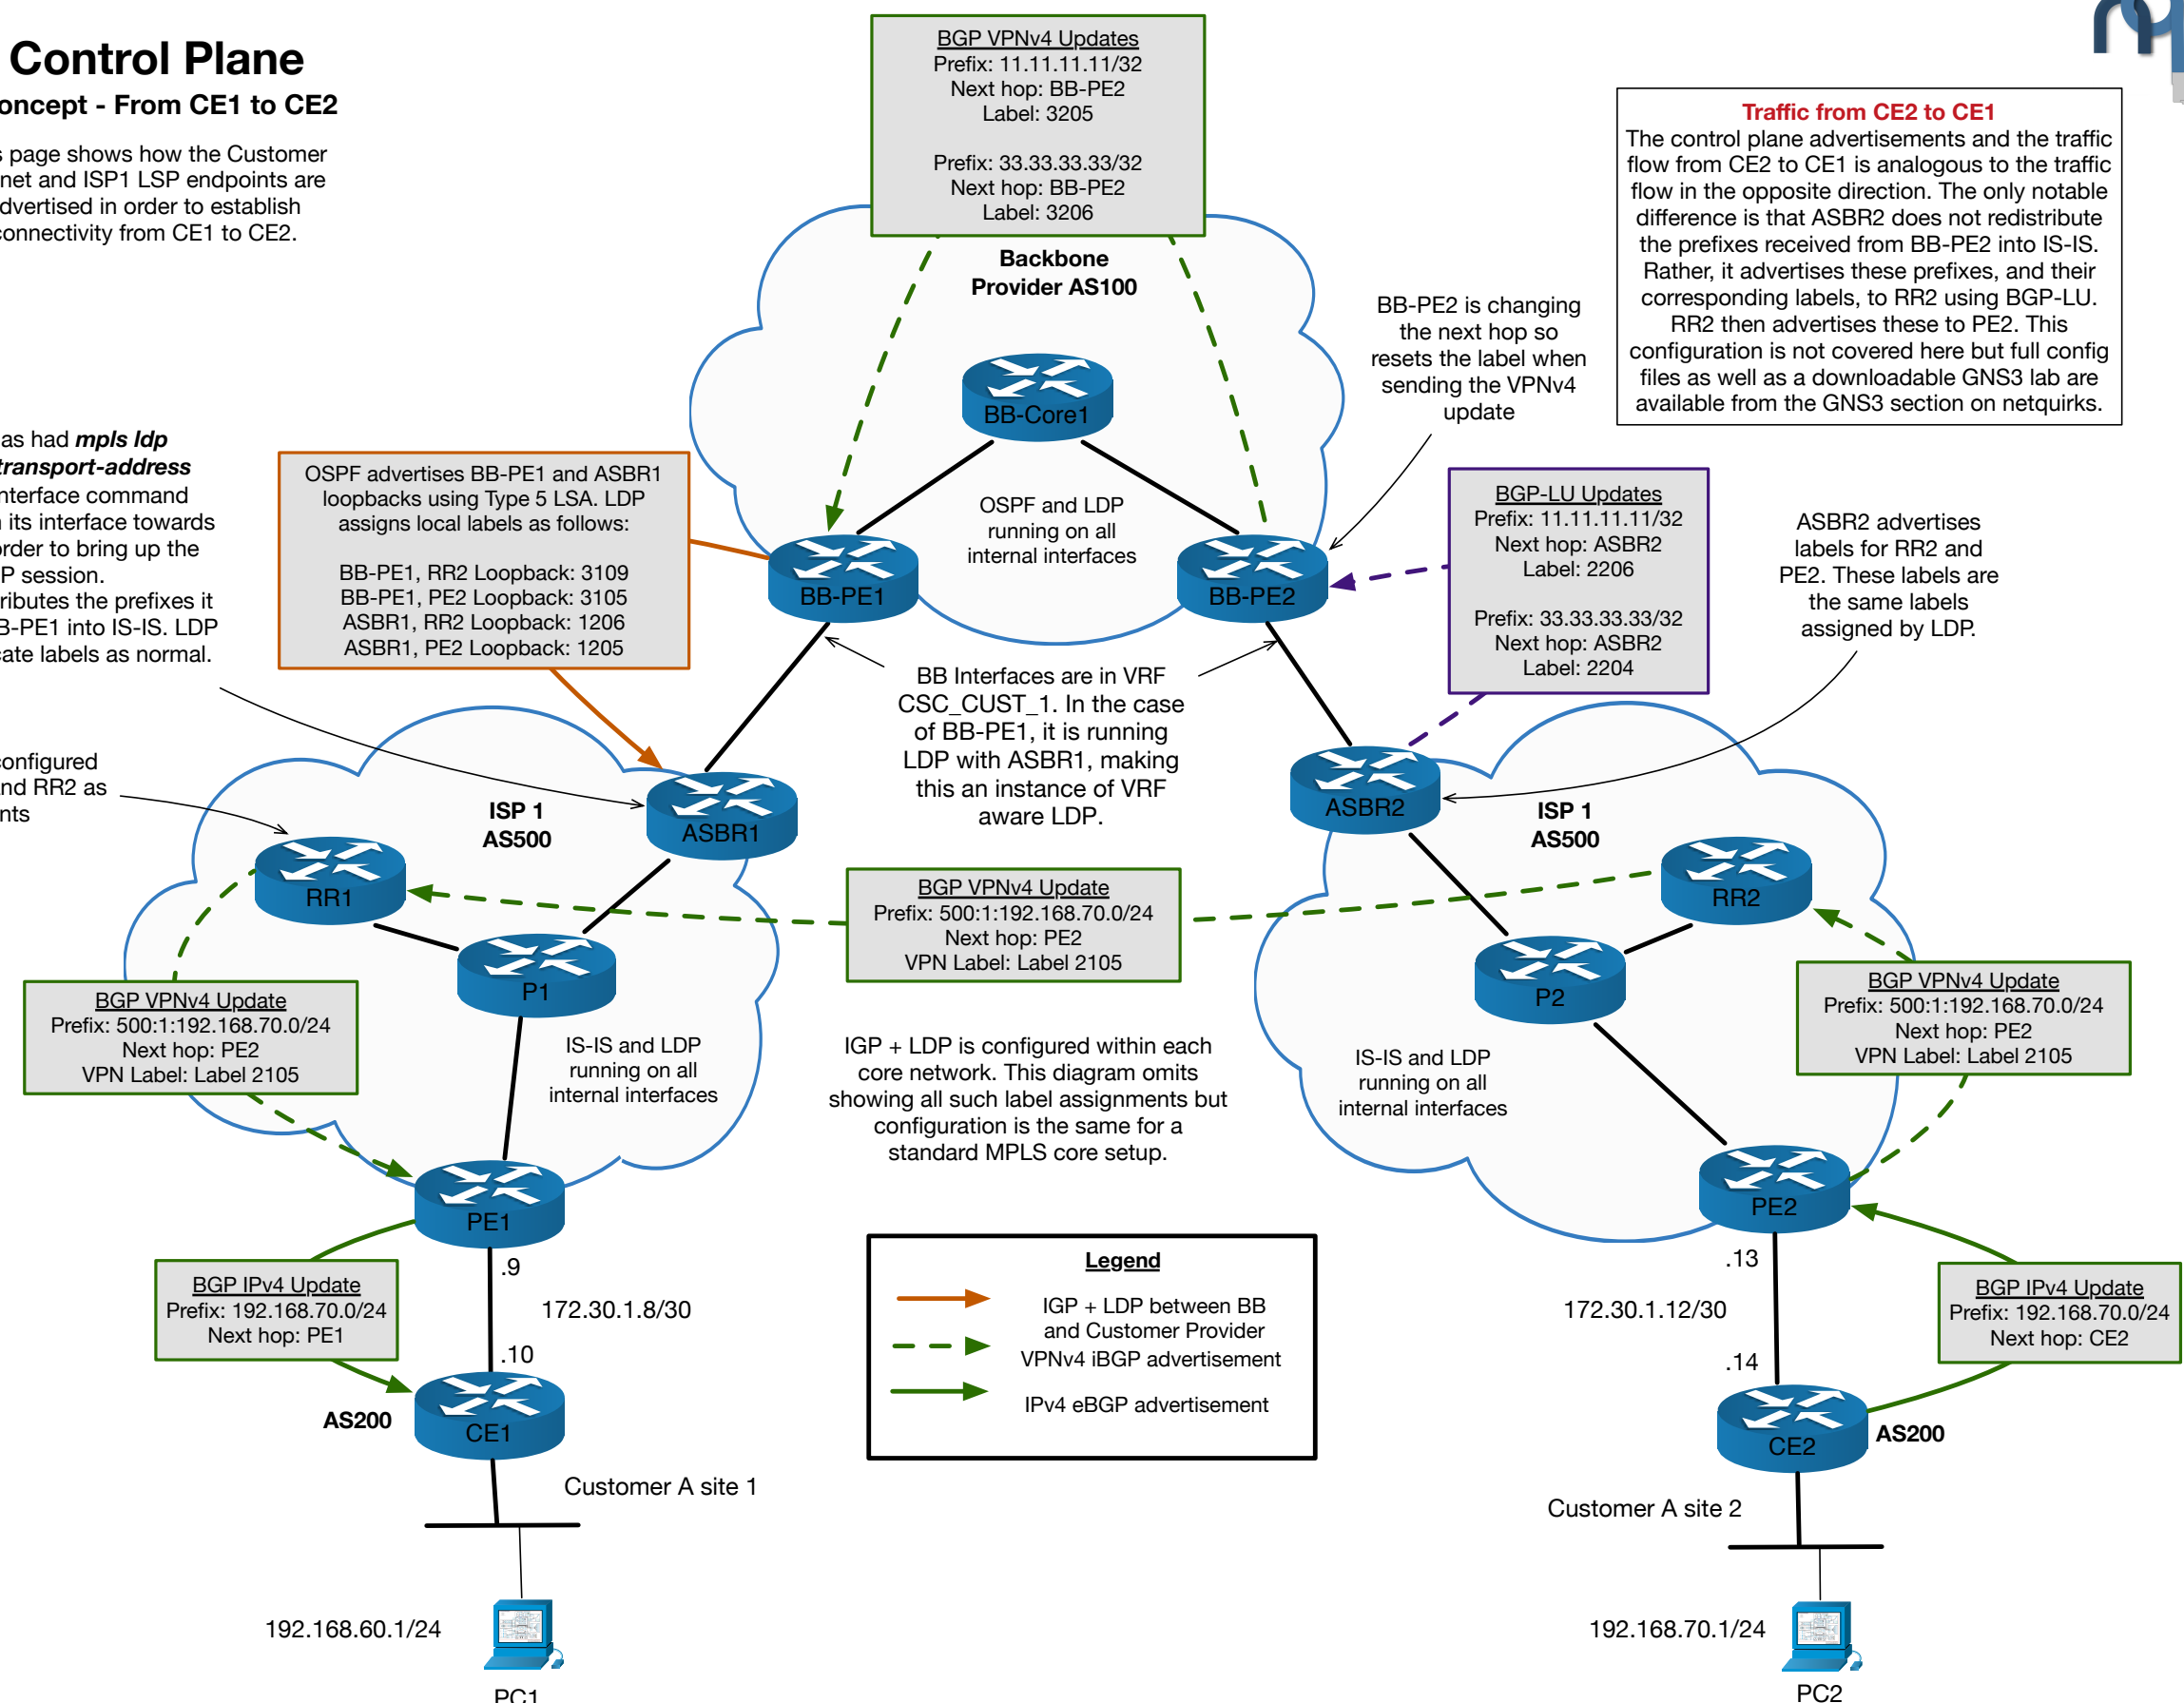 Control Plane
oncept - From CE1 to CE2
s page shows how the Customer
net and ISP1 LSP endpoints are
dvertised in order to establish
connectivity from CE1 to CE2.
BGP VPNv4 Updates
Prefix: 11.11.11.11/32
Next hop: BB-PE2
Label: 3205
Prefix: 33.33.33.33/32
Next hop: BB-PE2
Label: 3206
Traffic from CE2 to CE1
The control plane advertisements and the traffic
flow from CE2 to CE1 is analogous to the traffic
flow in the opposite direction. The only notable
difference is that ASBR2 does not redistribute
the prefixes received from BB-PE2 into IS-IS.
Rather, it advertises these prefixes, and their
corresponding labels, to RR2 using BGP-LU.
RR2 then advertises these to PE2. This
configuration is not covered here but full config
files as well as a downloadable GNS3 lab are
available from the GNS3 section on netquirks.
Backbone
Provider AS100
BB-PE2 is changing
the next hop so
resets the label when
sending the VPNv4
update
BB-Core1
as had mpls ldp
transport-address
nterface command
n its interface towards
order to bring up the
P session.
ributes the prefixes it
B-PE1 into IS-IS. LDP
cate labels as normal.
OSPF advertises BB-PE1 and ASBR1
loopbacks using Type 5 LSA. LDP
assigns local labels as follows:
BB-PE1, RR2 Loopback: 3109
BB-PE1, PE2 Loopback: 3105
ASBR1, RR2 Loopback: 1206
ASBR1, PE2 Loopback: 1205
OSPF and LDP
running on all
internal interfaces
BGP-LU Updates
Prefix: 11.11.11.11/32
Next hop: ASBR2
Label: 2206
Prefix: 33.33.33.33/32
Next hop: ASBR2
Label: 2204
ASBR2 advertises
labels for RR2 and
PE2. These labels are
the same labels
assigned by LDP.
BB-PE1
BB-PE2
BB Interfaces are in VRF
CSC_CUST_1. In the case
of BB-PE1, it is running
LDP with ASBR1, making
this an instance of VRF
aware LDP.
configured
and RR2 as
nts
ISP 1
AS500
ASBR1
ASBR2
ISP 1
AS500
RR1
RR2
BGP VPNv4 Update
Prefix: 500:1:192.168.70.0/24
Next hop: PE2
VPN Label: Label 2105
P1
P2
BGP VPNv4 Update
Prefix: 500:1:192.168.70.0/24
Next hop: PE2
VPN Label: Label 2105
BGP VPNv4 Update
Prefix: 500:1:192.168.70.0/24
Next hop: PE2
VPN Label: Label 2105
IS-IS and LDP
running on all
internal interfaces
IGP + LDP is configured within each
core network. This diagram omits
showing all such label assignments but
configuration is the same for a
standard MPLS core setup.
IS-IS and LDP
running on all
internal interfaces
PE1
PE2
BGP IPv4 Update
Prefix: 192.168.70.0/24
Next hop: PE1
.9
172.30.1.8/30
.10
Legend
IGP + LDP between BB
and Customer Provider
VPNv4 iBGP advertisement
IPv4 eBGP advertisement
.13
172.30.1.12/30
.14
BGP IPv4 Update
Prefix: 192.168.70.0/24
Next hop: CE2
AS200
CE1
CE2
AS200
Customer A site 1
Customer A site 2
192.168.60.1/24
192.168.70.1/24
PC1
PC2